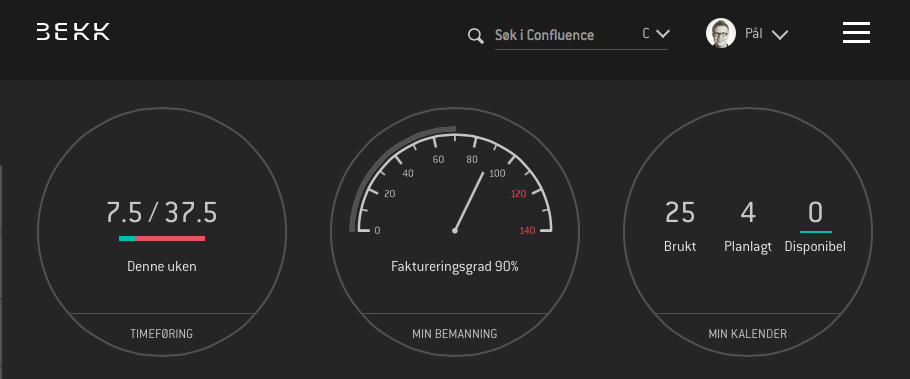 BEKK
Søk i Confluence C
Pål
7.5 / 37.5
Denne uken
TIMEFØRING
0 20 40 60 80 100 120 140
Faktureringsgrad 90%
MIN BEMANNING
25 4 0
Brukt Planlagt Disponibel
MIN KALENDER